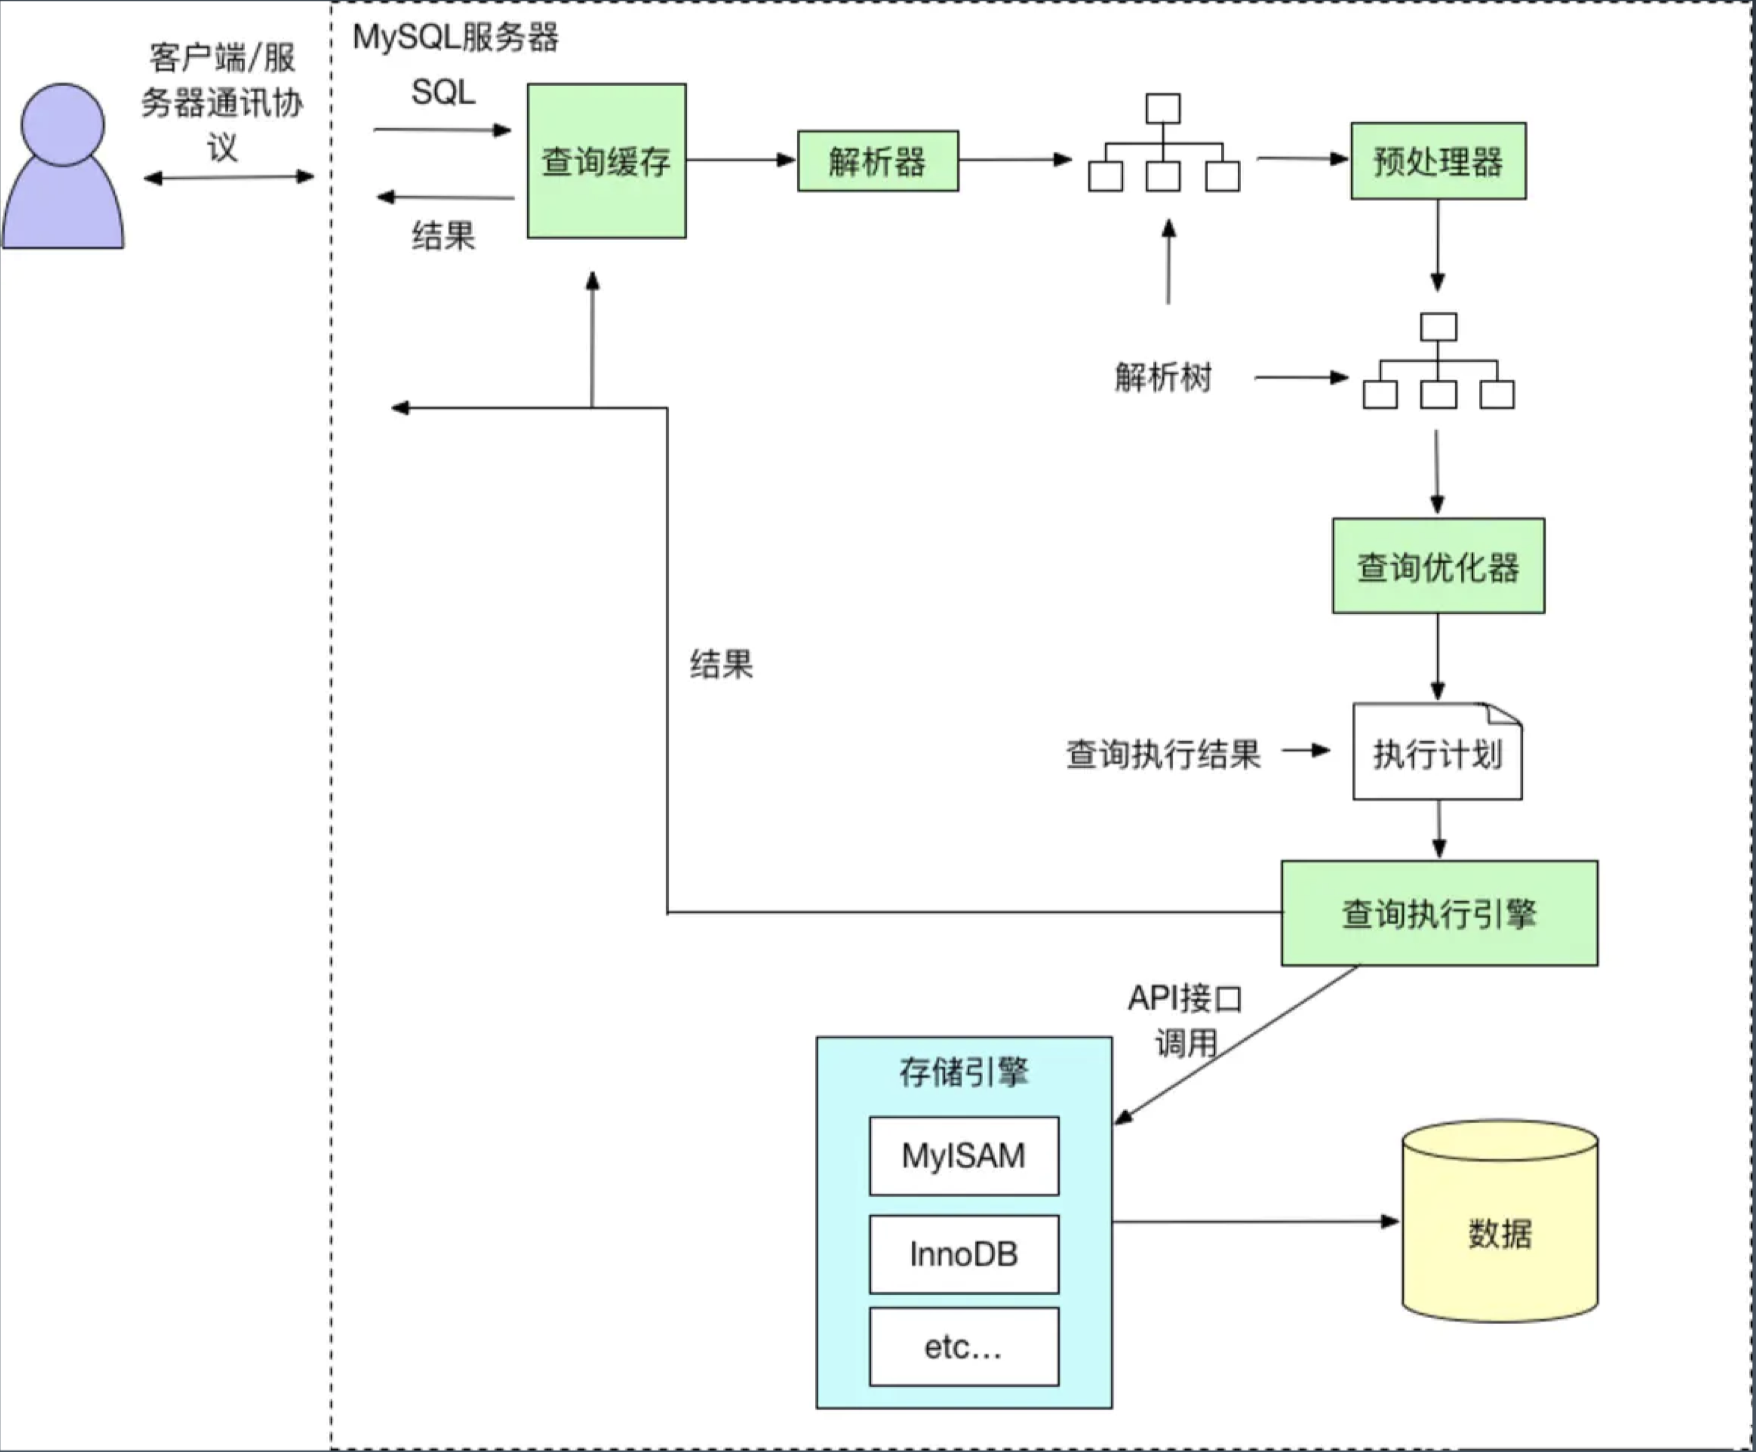 MySQL服务器
客户端/服
务器通讯协
议
SQL
结果
查询缓存
解析器
预处理器
解析树
查询优化器
结果
查询执行结果
执行计划
查询执行引擎
API接口
调用
存储引擎
MyISAM
InnoDB
etc...
数据